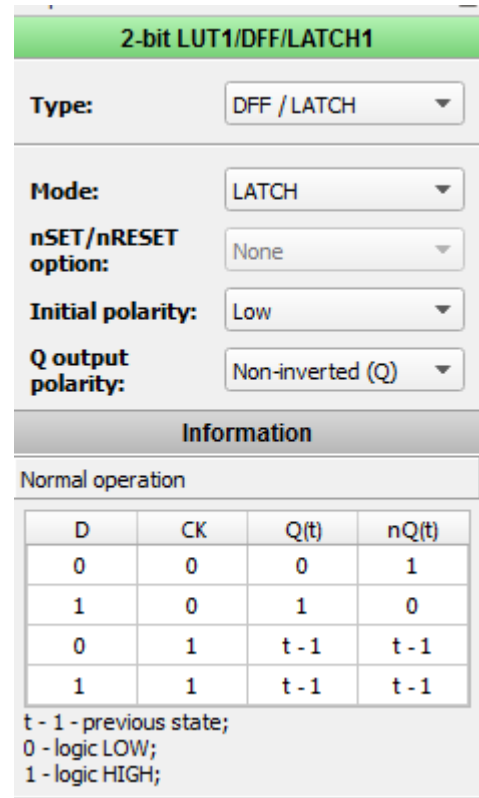 2-bit LUT1/DFF/LATCH1
Type: DFF / LATCH
Mode: LATCH
nSET/nRESET
option: None
Initial polarity: Low
Q output
polarity: Non-inverted (Q)
Information
Normal operation
D CK Q(t) nQ(t)
0 0 0 1
1 0 1 0
0 1 t - 1 t - 1
1 1 t - 1 t - 1
t - 1 - previous state;
0 - logic LOW;
1 - logic HIGH;